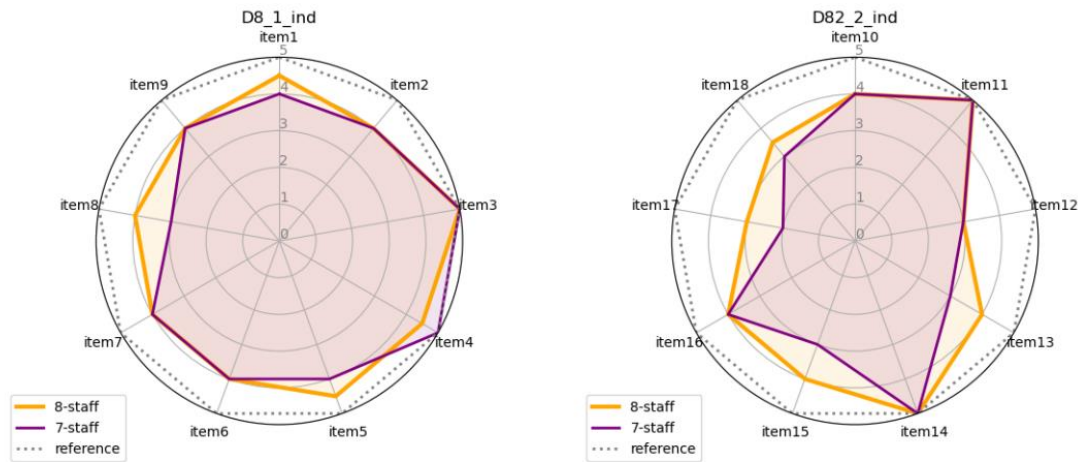 D8_1_ind
item1
item2
item3
item4
item5
item6
item7
item8
item9
5
4
3
2
1
0
8-staff
7-staff
reference
D82_2_ind
item10
item11
item12
item13
item14
item15
item16
item17
item18
5
4
3
2
1
0
8-staff
7-staff
reference